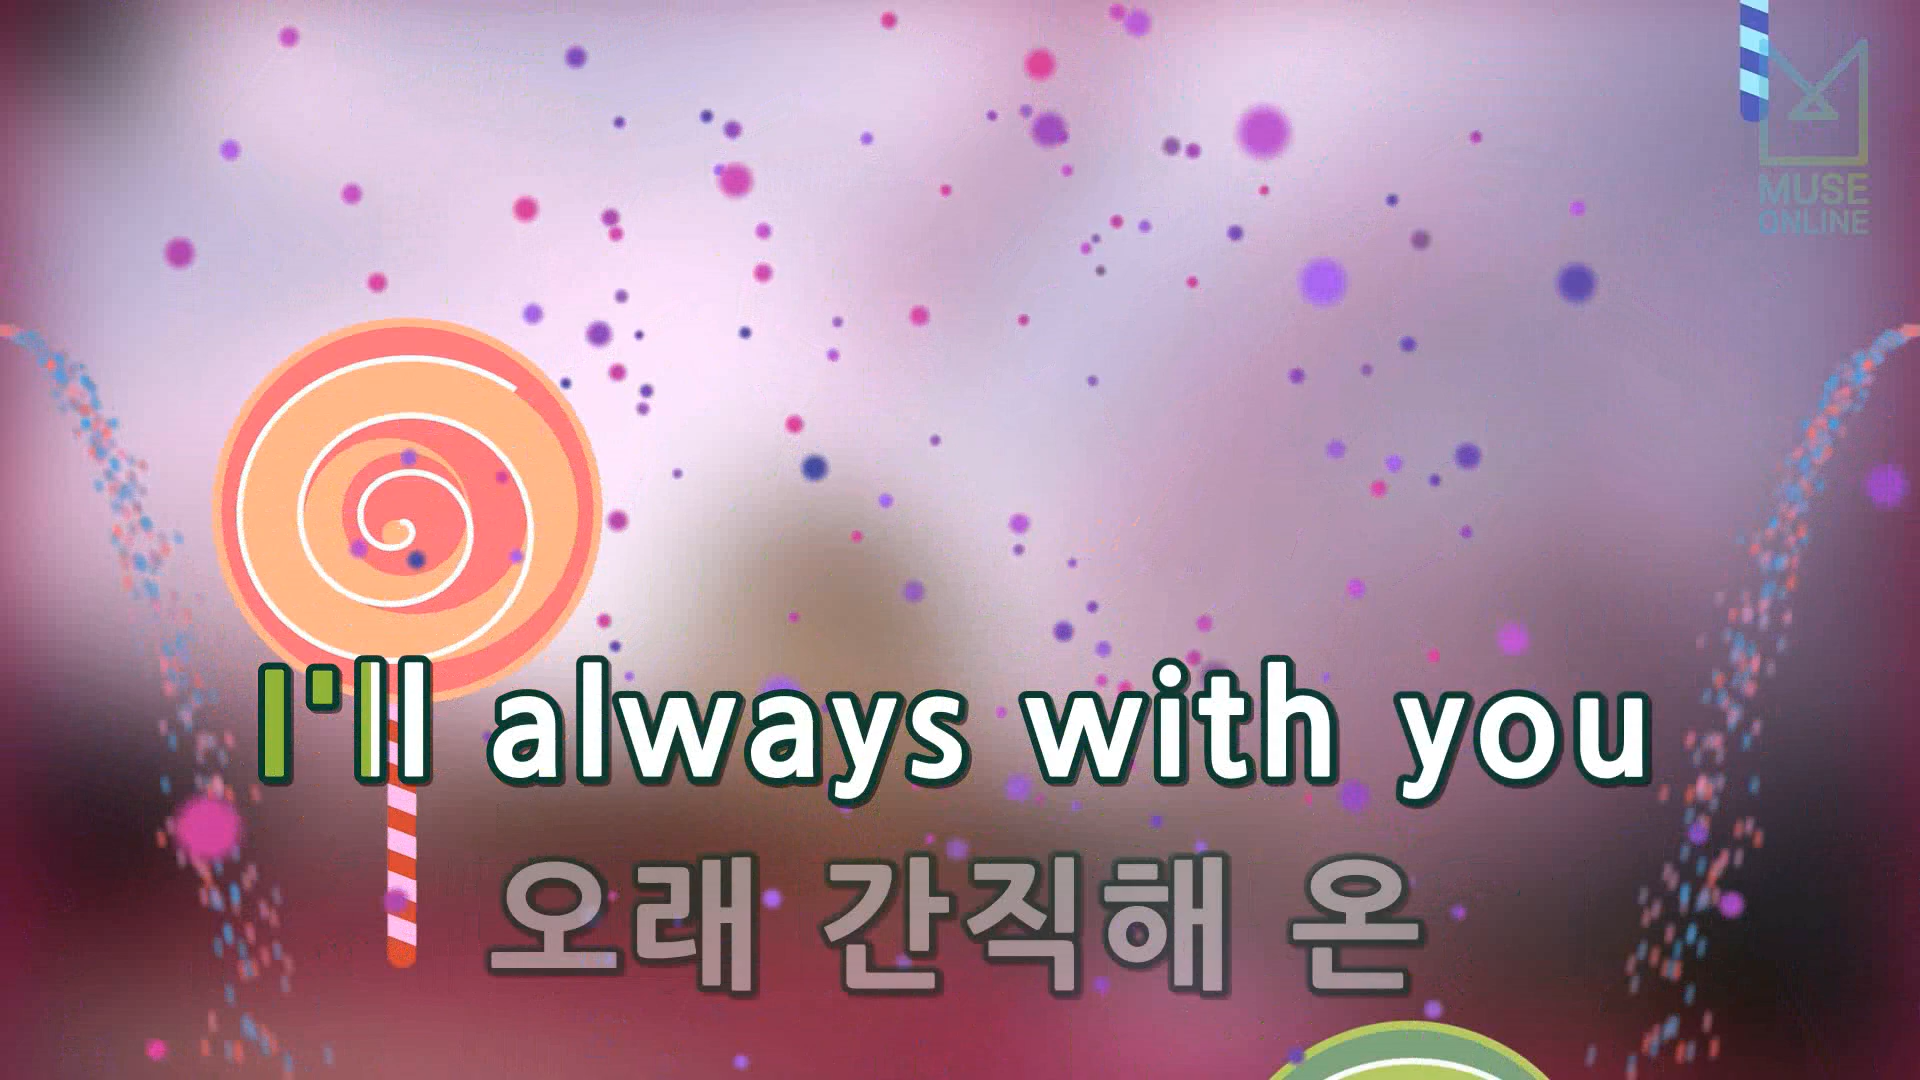 MUSE
ONLINE
I'll always with you
오래 간직해 온